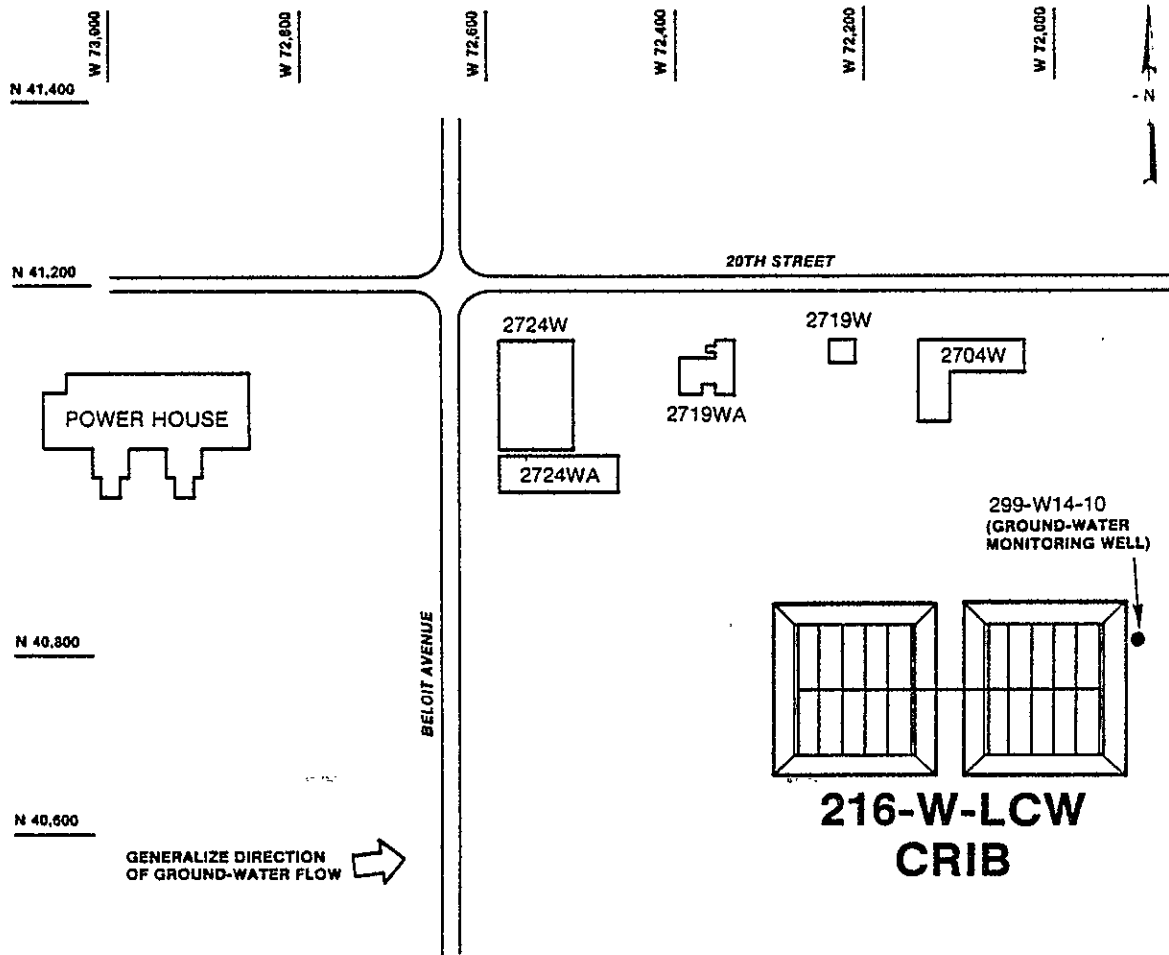 W 73,000
W 72,800
W 72,600
W 72,400
W 72,200
W 72,000
N 41,400
- N
N 41,200
20TH STREET
2724W
2719W
2704W
POWER HOUSE
2719WA
2724WA
299-W14-10
(GROUND-WATER
MONITORING WELL)
BELOIT AVENUE
N 40,800
216-W-LCW
CRIB
N 40,600
GENERALIZE DIRECTION
OF GROUND-WATER FLOW